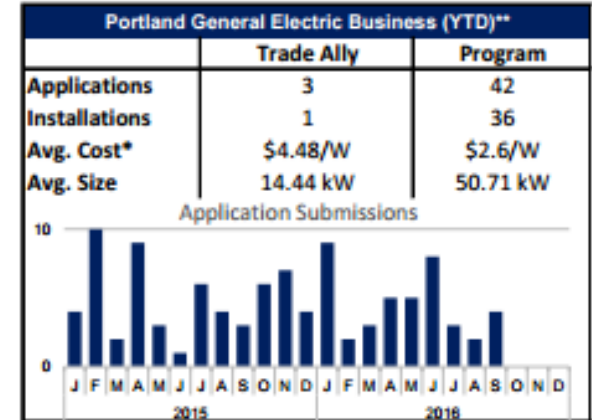 Portland General Electric Business (YTD)**
Trade Ally Program
Applications 3 42
Installations 1 36
Avg. Cost* $4.48/W $2.6/W
Avg. Size 14.44 kW 50.71 kW
Application Submissions
10
0
J F M A M J J A S O N D J F M A M J J A S O N D
2015 2016